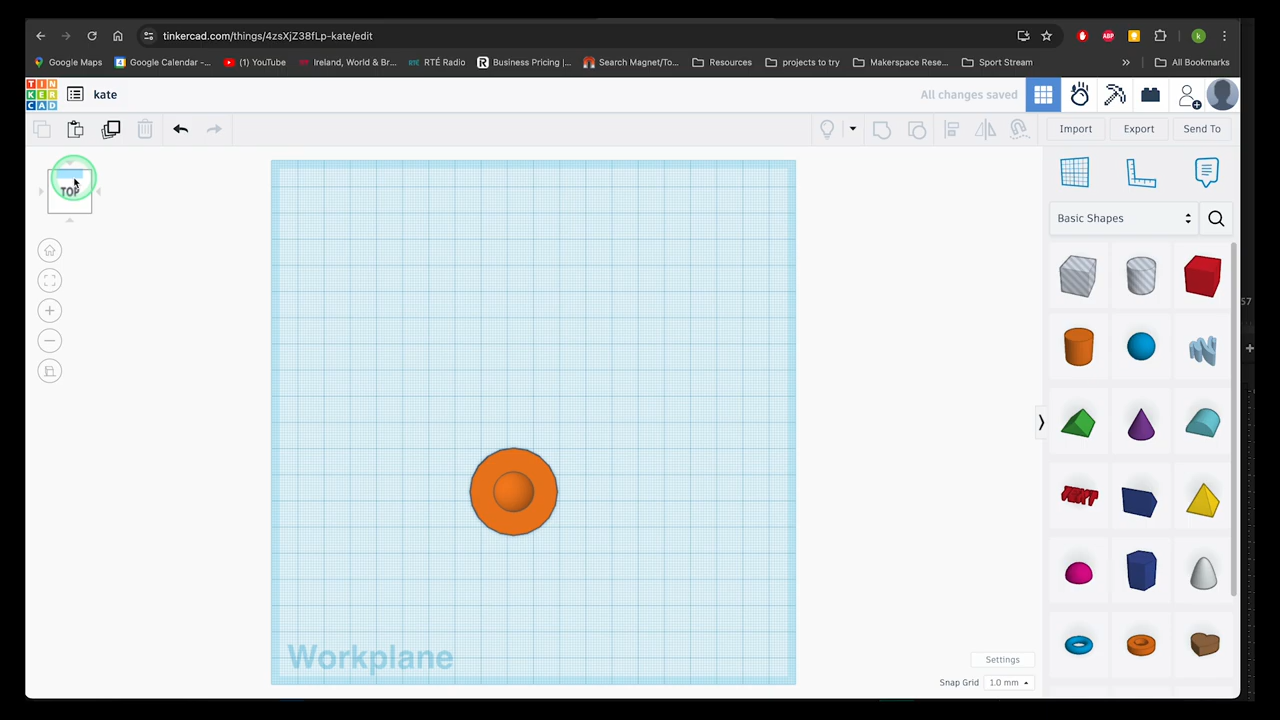 tinkercad.com/things/4zsXjZ38fLp-kate/edit
k
Google Maps
Google Calendar -...
(1) YouTube
Ireland, World & Br...
RTÉ Radio
Business Pricing |...
Search Magnet/To...
Resources
projects to try
Makerspace Rese...
Sport Stream
»
All Bookmarks
TIN
KER
CAD
kate
All changes saved
Import
Export
Send To
TOP
Basic Shapes
TEXT
57
Workplane
Settings
Snap Grid
1.0 mm